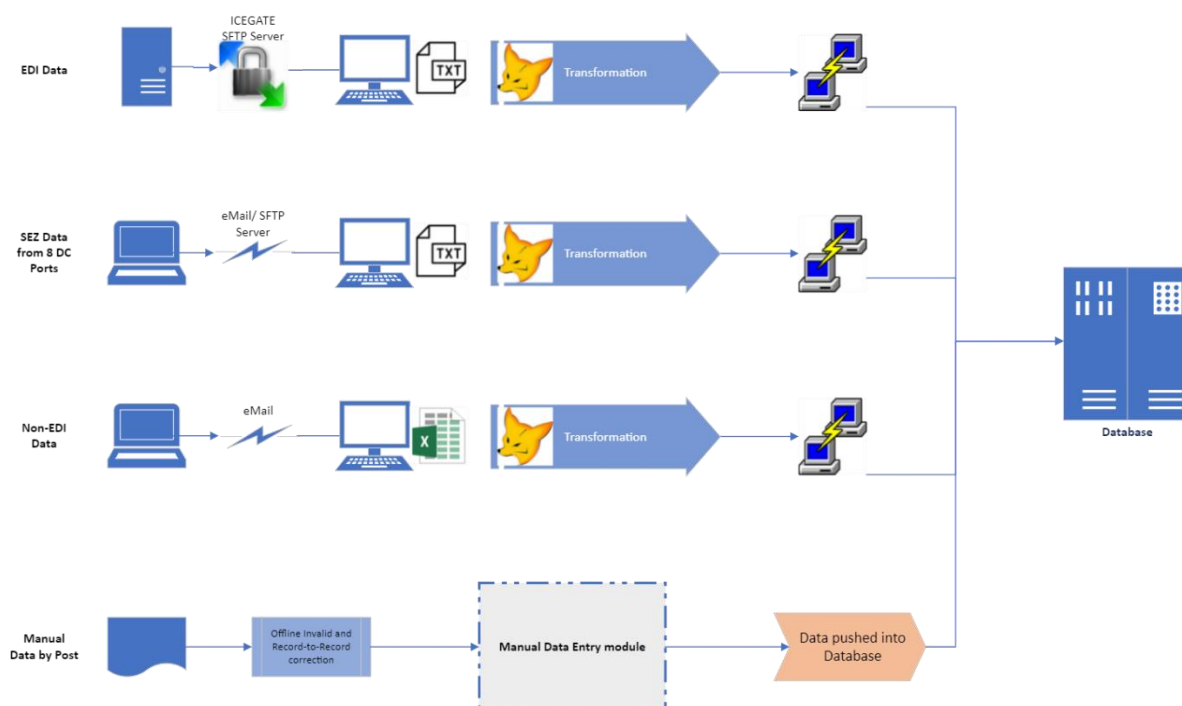 ICEGATE
SFTP Server
EDI Data
TXT
Transformation
eMail/ SFTP
Server
SEZ Data
from 8 DC
Ports
TXT
Transformation
Database
eMail
Non-EDI
Data
X
Transformation
Manual
Data by Post
Offline Invalid and
Record-to-Record
correction
Manual Data Entry module
Data pushed into
Database